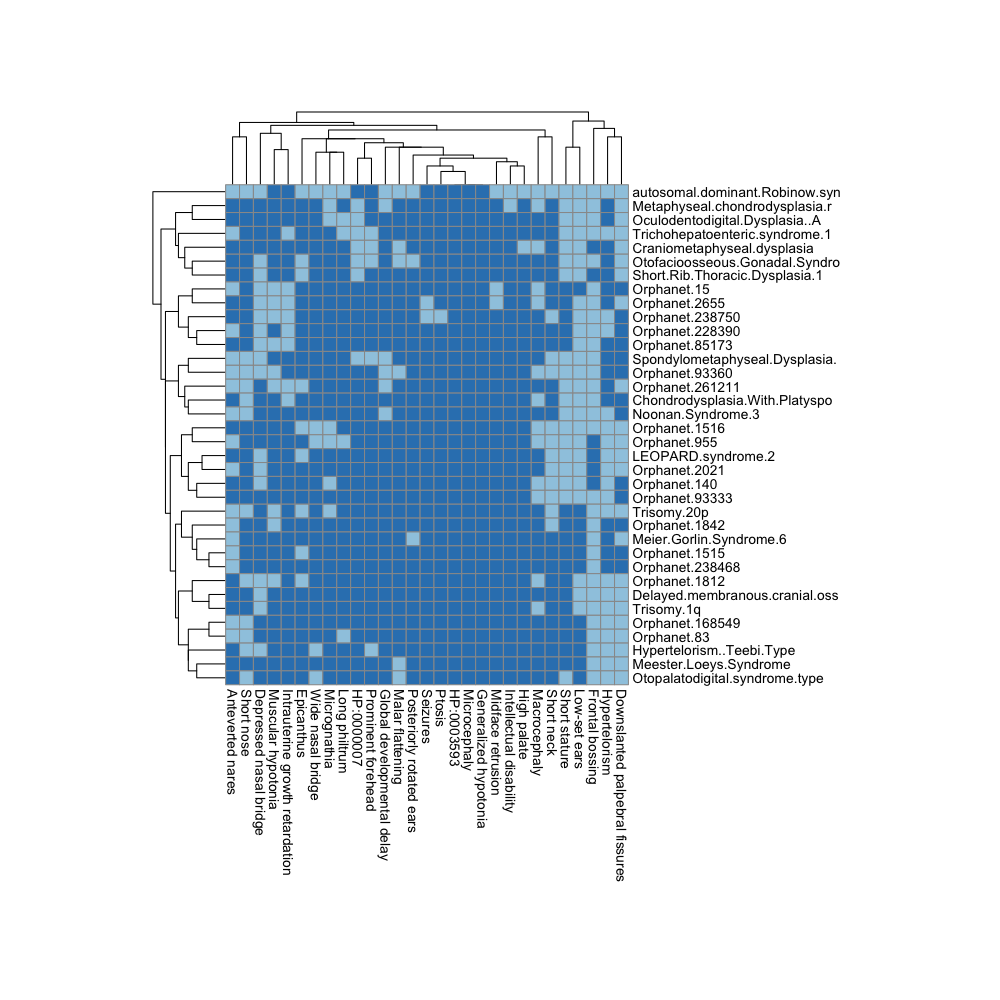 autosomal.dominant.Robinow.syn
Metaphyseal.chondrodysplasia.r
Oculodentodigital.Dysplasia..A
Trichohepatoenteric.syndrome.1
Craniometaphyseal.dysplasia
Otofacioosseous.Gonadal.Syndro
Short.Rib.Thoracic.Dysplasia.1
Orphanet.15
Orphanet.2655
Orphanet.238750
Orphanet.228390
Orphanet.85173
Spondylometaphyseal.Dysplasia.
Orphanet.93360
Orphanet.261211
Chondrodysplasia.With.Platyspo
Noonan.Syndrome.3
Orphanet.1516
Orphanet.955
LEOPARD.syndrome.2
Orphanet.2021
Orphanet.140
Orphanet.93333
Trisomy.20p
Orphanet.1842
Meier.Gorlin.Syndrome.6
Orphanet.1515
Orphanet.238468
Orphanet.1812
Delayed.membranous.cranial.oss
Trisomy.1q
Orphanet.168549
Orphanet.83
Hypertelorism..Teebi.Type
Meester.Loeys.Syndrome
Otopalatodigital.syndrome.type
Anteverted nares
Short nose
Depressed nasal bridge
Muscular hypotonia
Intrauterine growth retardation
Epicanthus
Wide nasal bridge
Micrognathia
Long philtrum
HP:0000007
Prominent forehead
Global developmental delay
Malar flattening
Posteriorly rotated ears
Seizures
Ptosis
HP:0003593
Microcephaly
Generalized hypotonia
Midface retrusion
Intellectual disability
High palate
Macrocephaly
Short neck
Short stature
Low-set ears
Frontal bossing
Hypertelorism
Downslanted palpebral fissures